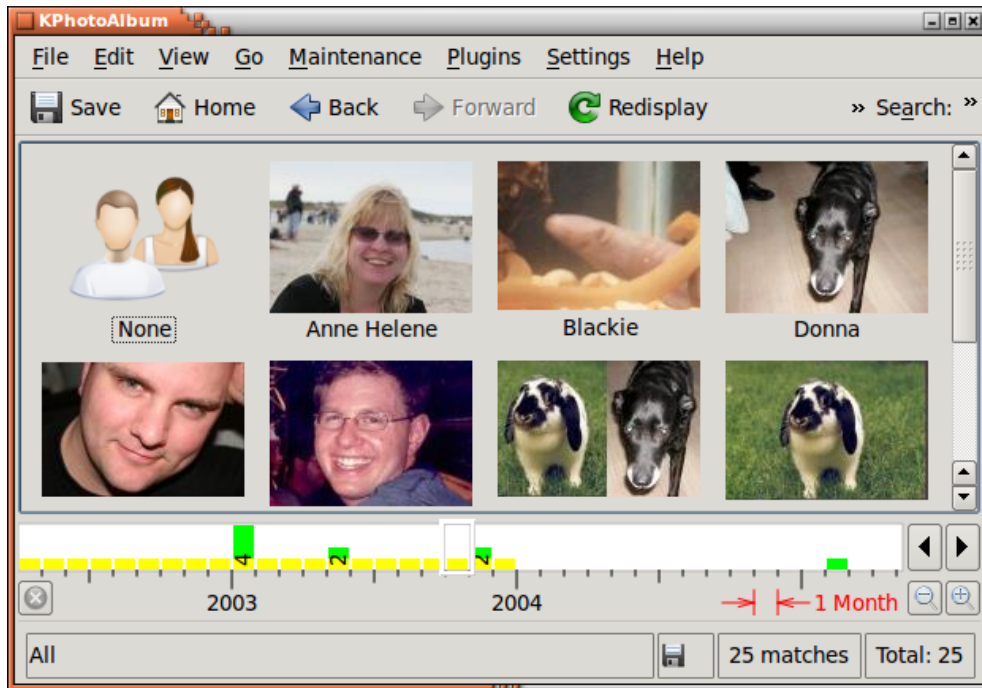 KPhotoAlbum
File Edit View Go Maintenance Plugins Settings Help
Save Home Back Forward Redisplay » Search: »
None Anne Helene Blackie Donna
4 2 2
2003 2004 1 Month
All 25 matches Total: 25